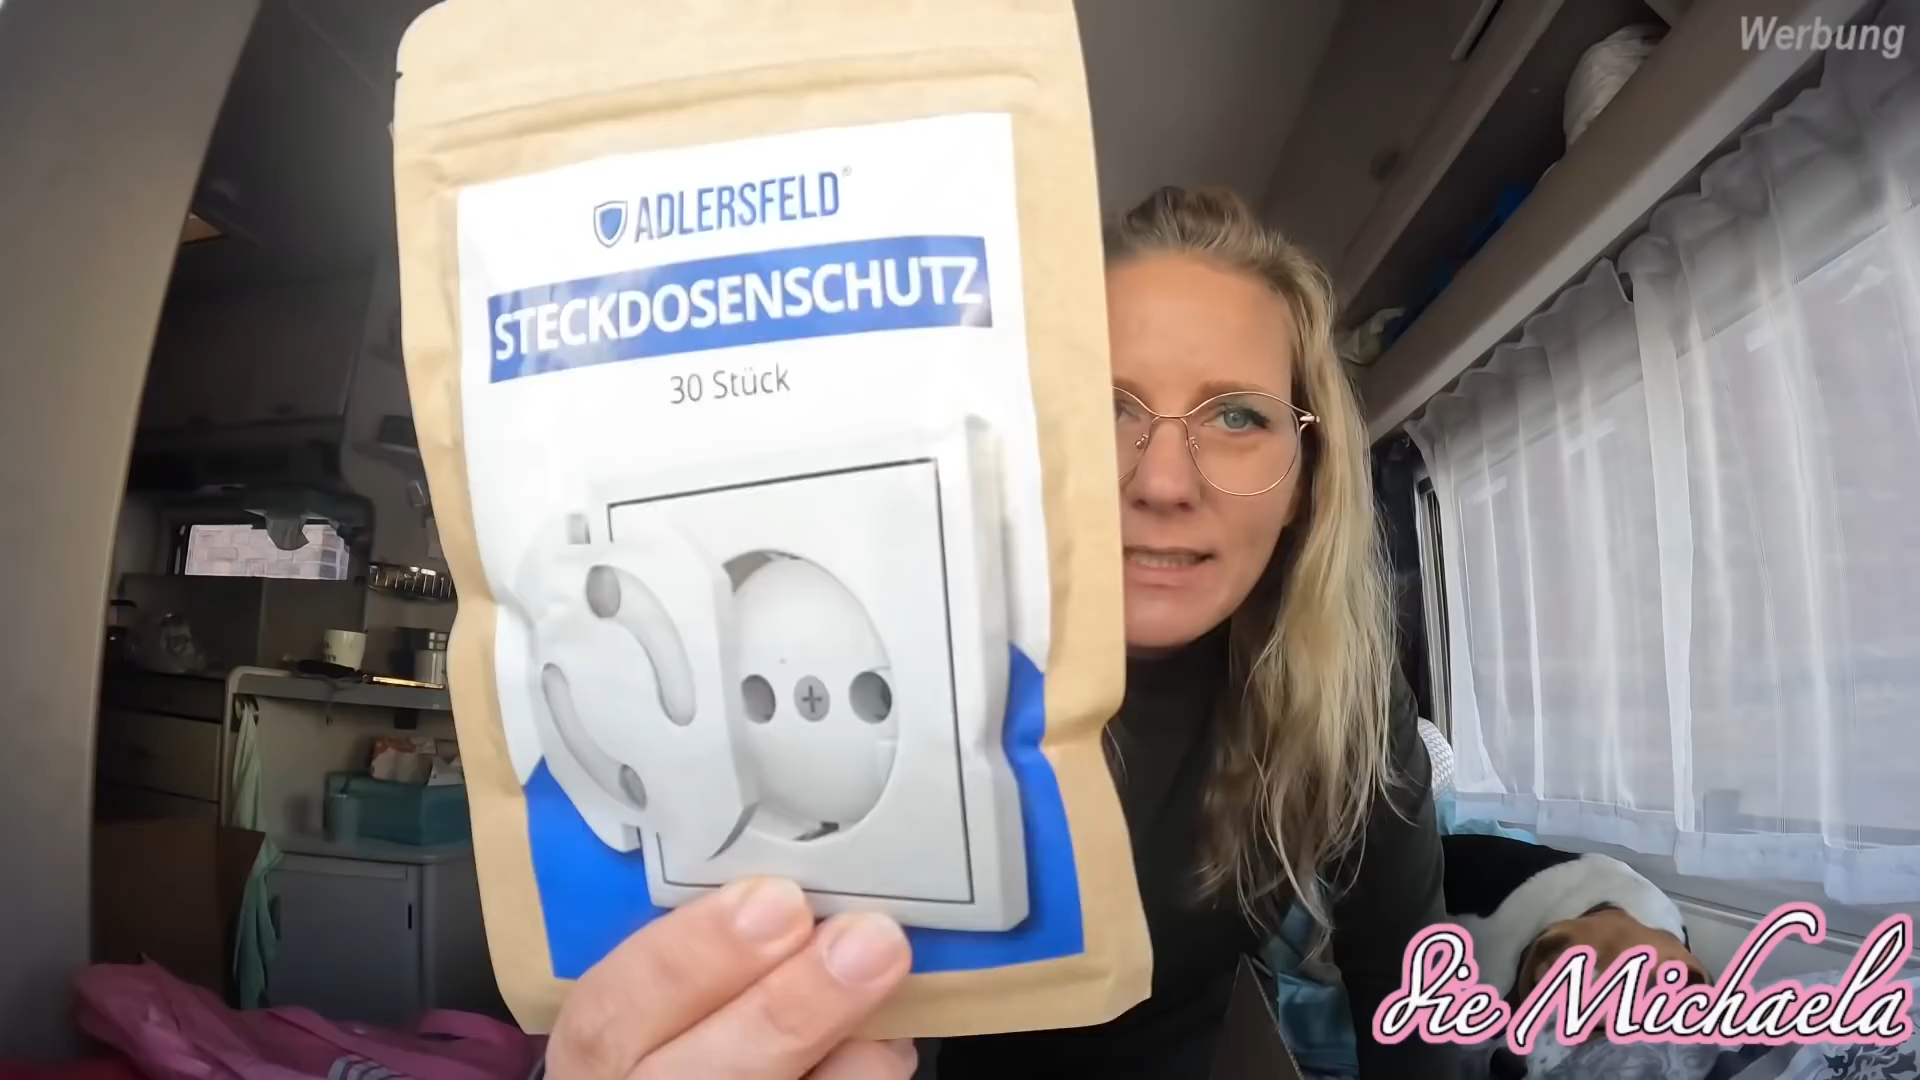 Werbung
ADLERSFELD®
STECKDOSENSCHUTZ
30 Stück
die Michaela